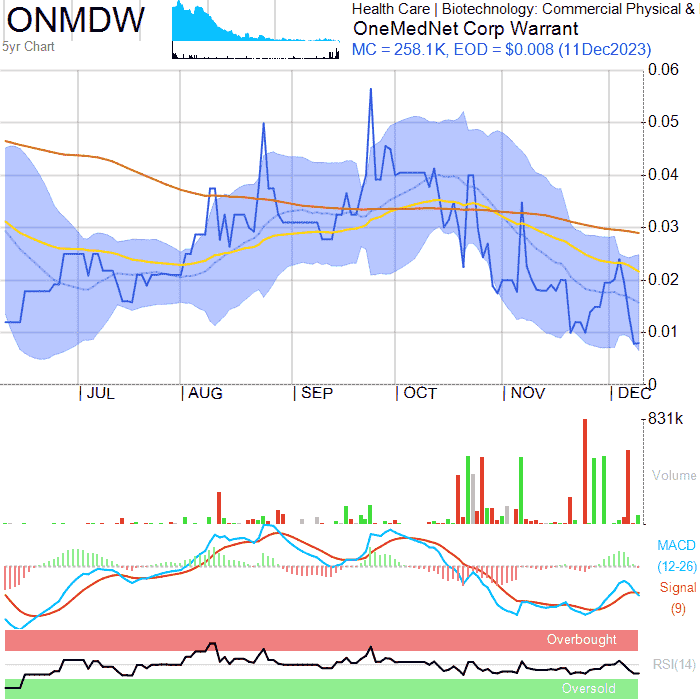 ONMDW
5yr Chart
Health Care | Biotechnology: Commercial Physical &
OneMedNet Corp Warrant
MC = 258.1K, EOD = $0.008 (11Dec2023)
0.06
0.05
0.04
0.03
0.02
0.01
0
| JUL | AUG | SEP | OCT | NOV | DEC
831k
Volume
MACD
(12-26)
Signal
(9)
Overbought
RSI(14)
Oversold